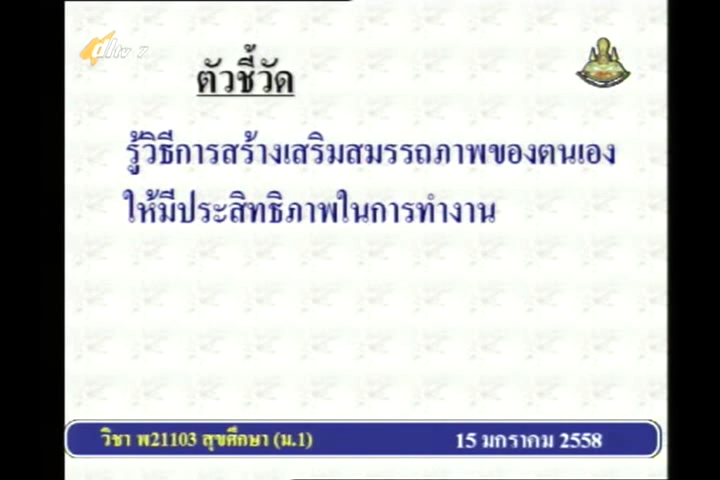 dltv 7
ตัวชี้วัด
รู้วิธีการสร้างเสริมสมรรถภาพของตนเอง
ให้มีประสิทธิภาพในการทำงาน
วิชา พ21103 สุขศึกษา (ม.1)
15 มกราคม 2558